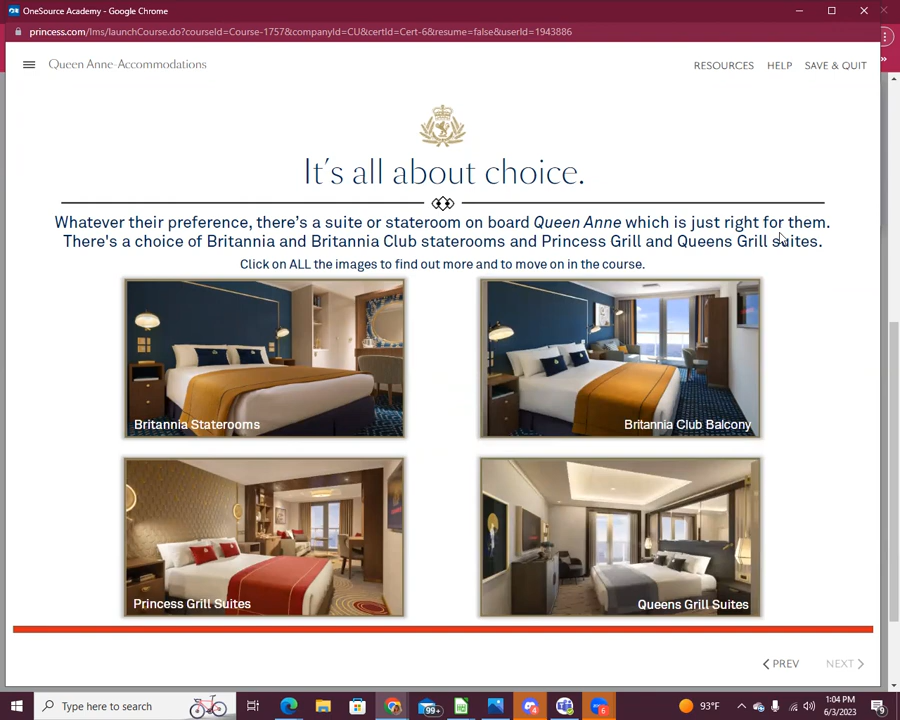 OneSource Academy - Google Chrome
princess.com/lms/launchCourse.do?courseId=Course-1757&companyId=CU&certId=Cert-6&resume=false&userId=1943886
Queen Anne-Accommodations
RESOURCES HELP SAVE & QUIT
It's all about choice.
Whatever their preference, there's a suite or stateroom on board Queen Anne which is just right for them.
There's a choice of Britannia and Britannia Club staterooms and Princess Grill and Queens Grill suites.
Click on ALL the images to find out more and to move on in the course.
Britannia Staterooms
Britannia Club Balcony
Princess Grill Suites
Queens Grill Suites
PREV NEXT
Type here to search
99+
4
6
93°F
1:04 PM
6/3/2023
9